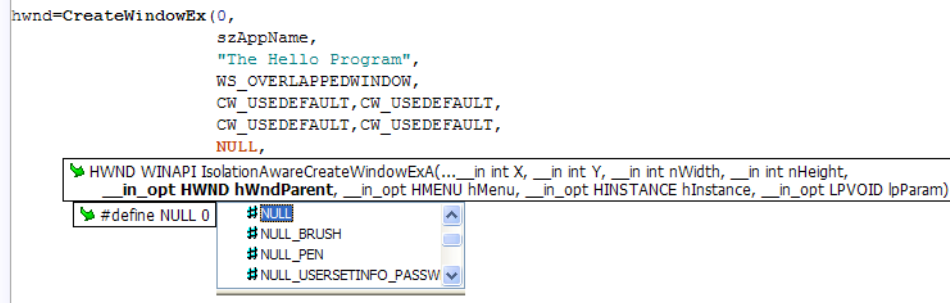 hwnd=CreateWindowEx(0,
szAppName,
"The Hello Program",
WS_OVERLAPPEDWINDOW,
CW_USEDEFAULT,CW_USEDEFAULT,
CW_USEDEFAULT,CW_USEDEFAULT,
NULL,
HWND WINAPI IsolationAwareCreateWindowExA(...__in int X, __in int Y, __in int nWidth, __in int nHeight,
__in_opt HWND hWndParent, __in_opt HMENU hMenu, __in_opt HINSTANCE hInstance, __in_opt LPVOID lpParam)
#define NULL 0
NULL
NULL_BRUSH
NULL_PEN
NULL_USERSETINFO_PASSW